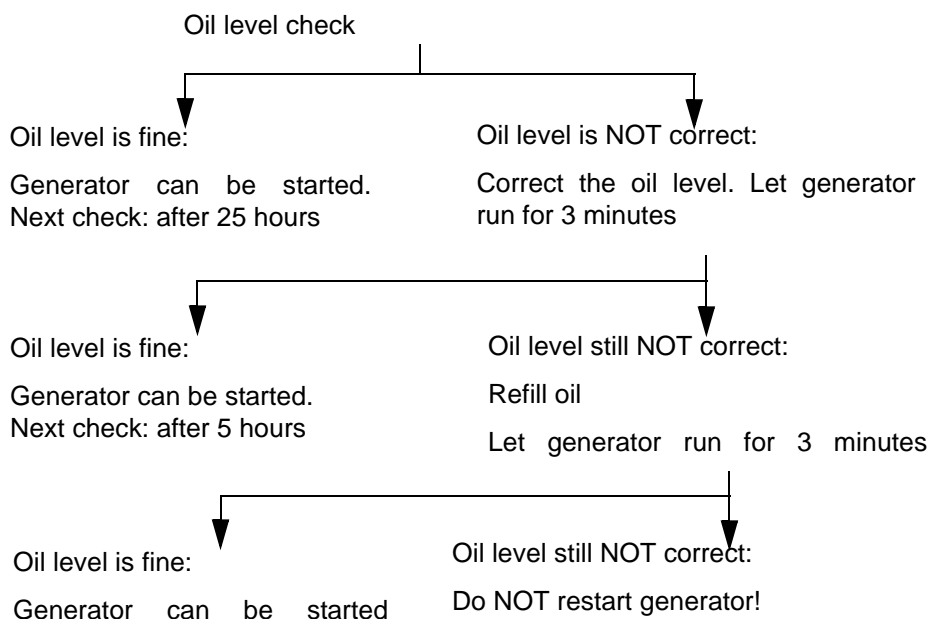 Oil level check
Oil level is fine:
Generator can be started.
Next check: after 25 hours
Oil level is NOT correct:
Correct the oil level. Let generator
run for 3 minutes
Oil level is fine:
Generator can be started.
Next check: after 5 hours
Oil level still NOT correct:
Refill oil
Let generator run for 3 minutes
Oil level is fine:
Generator can be started
Oil level still NOT correct:
Do NOT restart generator!